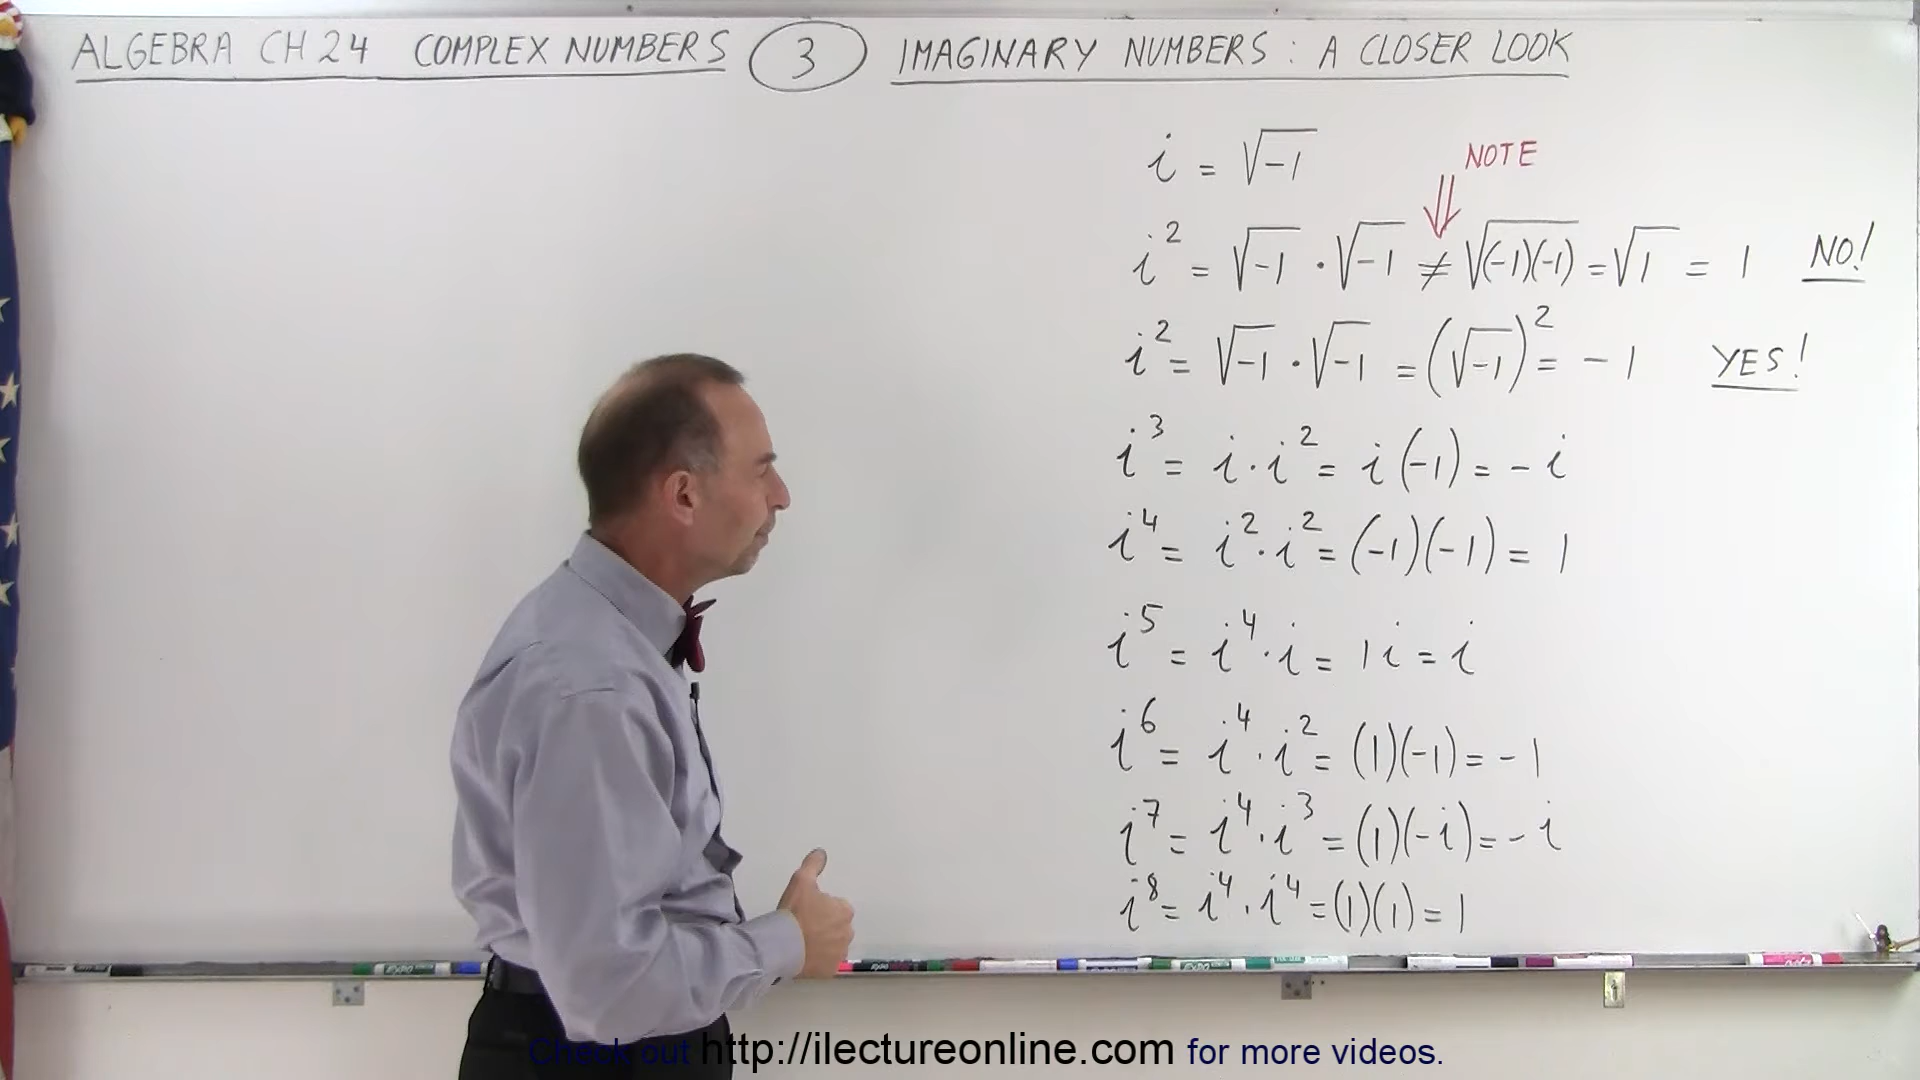 ALGEBRA CH 24 COMPLEX NUMBERS 3 IMAGINARY NUMBERS : A CLOSER LOOK
i = √-1
NOTE
i² = √-1 · √-1 ≠ √(-1)(-1) = √1 = 1 NO!
i² = √-1 · √-1 = (√-1)² = -1 YES!
i³ = i · i² = i(-1) = -i
i⁴ = i² · i² = (-1)(-1) = 1
i⁵ = i⁴ · i = 1i = i
i⁶ = i⁴ · i² = (1)(-1) = -1
i⁷ = i⁴ · i³ = (1)(-i) = -i
i⁸ = i⁴ · i⁴ = (1)(1) = 1
Check out http://ilectureonline.com for more videos.